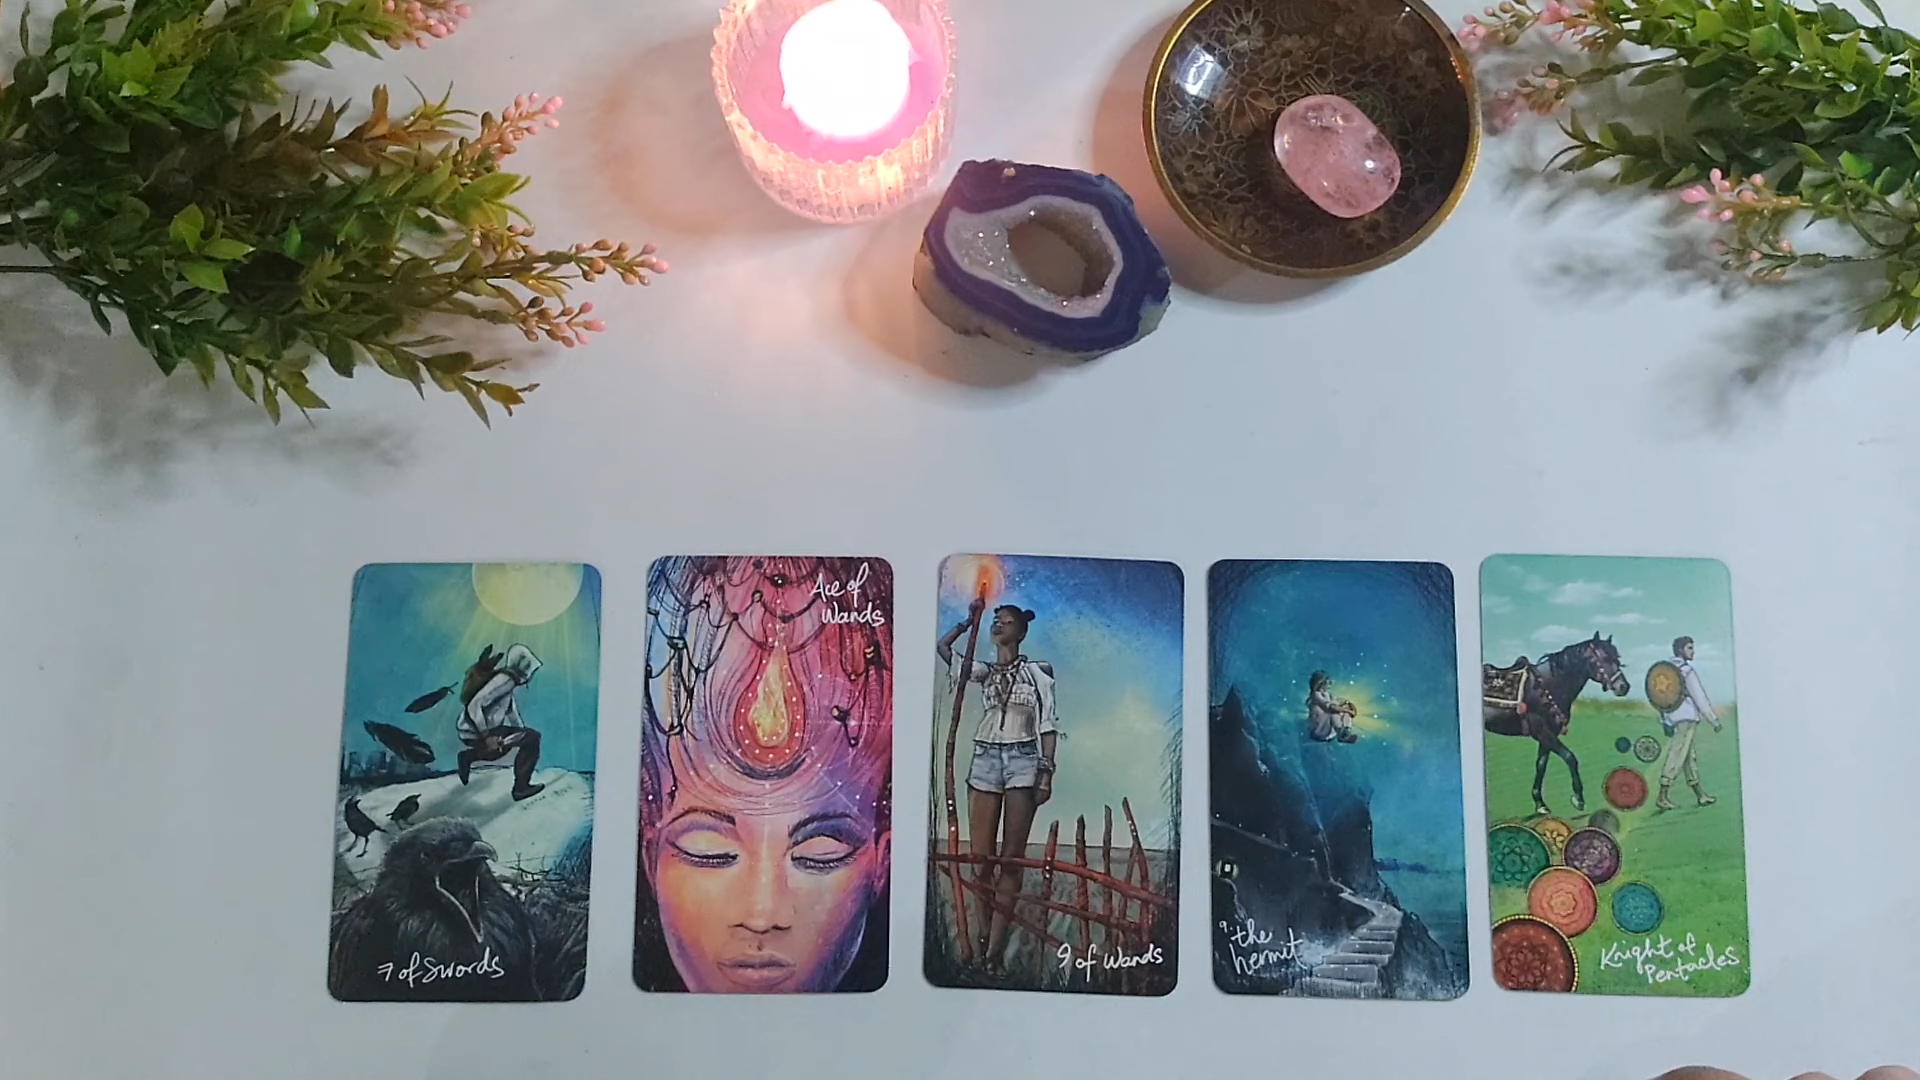 7 of Swords
Ace of
Wands
9 of Wands
9. the
hermit
Knight of
Pentacles